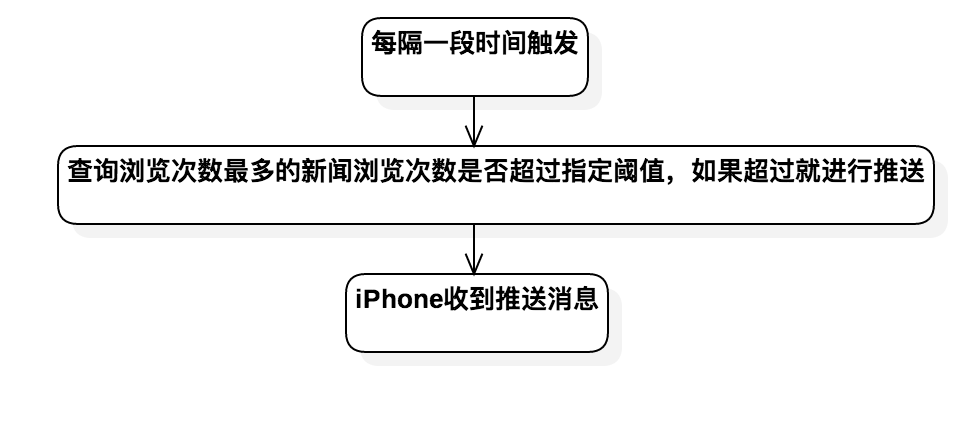 每隔一段时间触发
查询浏览次数最多的新闻浏览次数是否超过指定阈值，如果超过就进行推送
iPhone收到推送消息